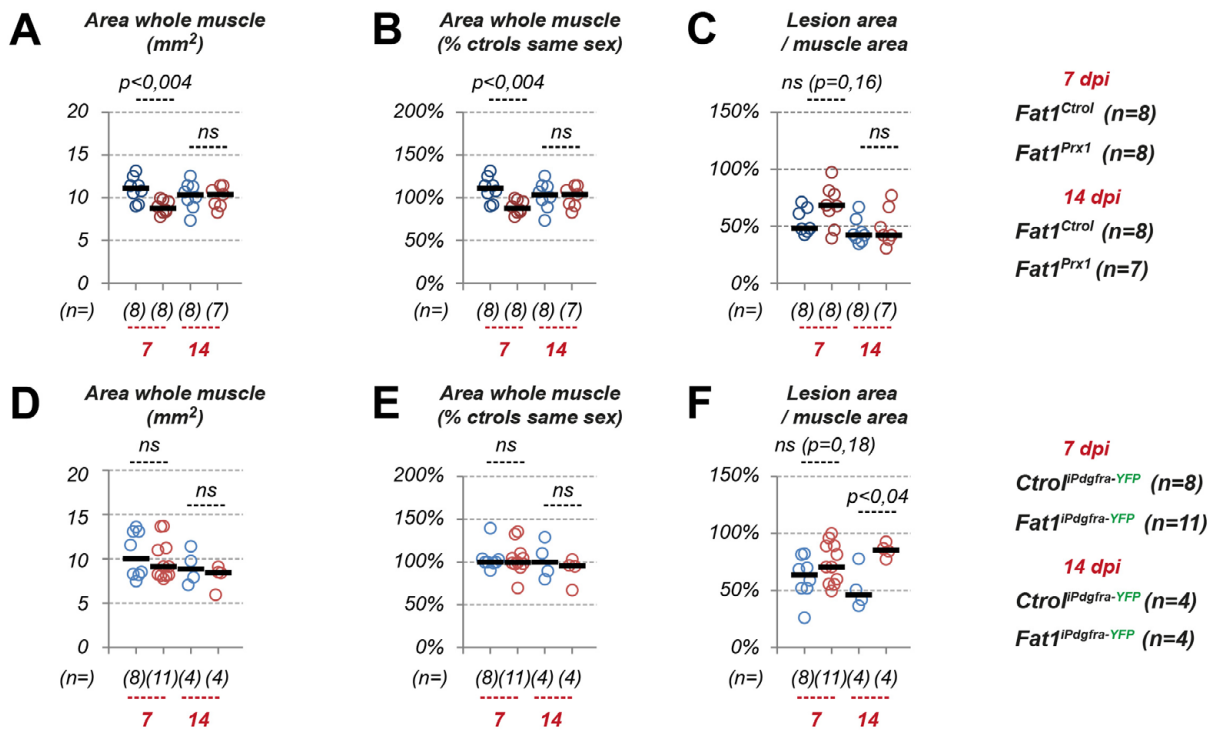 A
Area whole muscle
(mm²)
p<0,004
ns
20
15
10
5
0
(n=) (8) (8) (8) (7)
7 14
B
Area whole muscle
(% ctrols same sex)
p<0,004
ns
200%
150%
100%
50%
0%
(n=) (8) (8) (8) (7)
7 14
C
Lesion area
/ muscle area
ns (p=0,16)
ns
150%
100%
50%
0%
(n=) (8) (8) (8) (7)
7 14
7 dpi
Fat1Ctrol (n=8)
Fat1Prx1 (n=8)
14 dpi
Fat1Ctrol (n=8)
Fat1Prx1 (n=7)
D
Area whole muscle
(mm²)
ns
ns
20
15
10
5
0
(n=) (8)(11)(4) (4)
7 14
E
Area whole muscle
(% ctrols same sex)
ns
ns
200%
150%
100%
50%
0%
(n=) (8)(11)(4) (4)
7 14
F
Lesion area
/ muscle area
ns (p=0,18)
p<0,04
150%
100%
50%
0%
(n=) (8)(11)(4) (4)
7 14
7 dpi
CtroliPdgfra-YFP (n=8)
Fat1iPdgfra-YFP (n=11)
14 dpi
CtroliPdgfra-YFP (n=4)
Fat1iPdgfra-YFP (n=4)